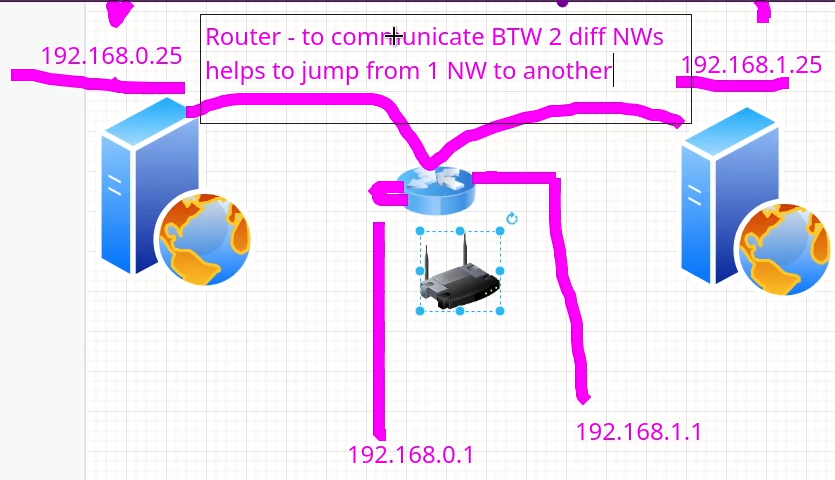 Router - to communicate BTW 2 diff NWs
helps to jump from 1 NW to another
192.168.0.25
192.168.1.25
192.168.0.1
192.168.1.1